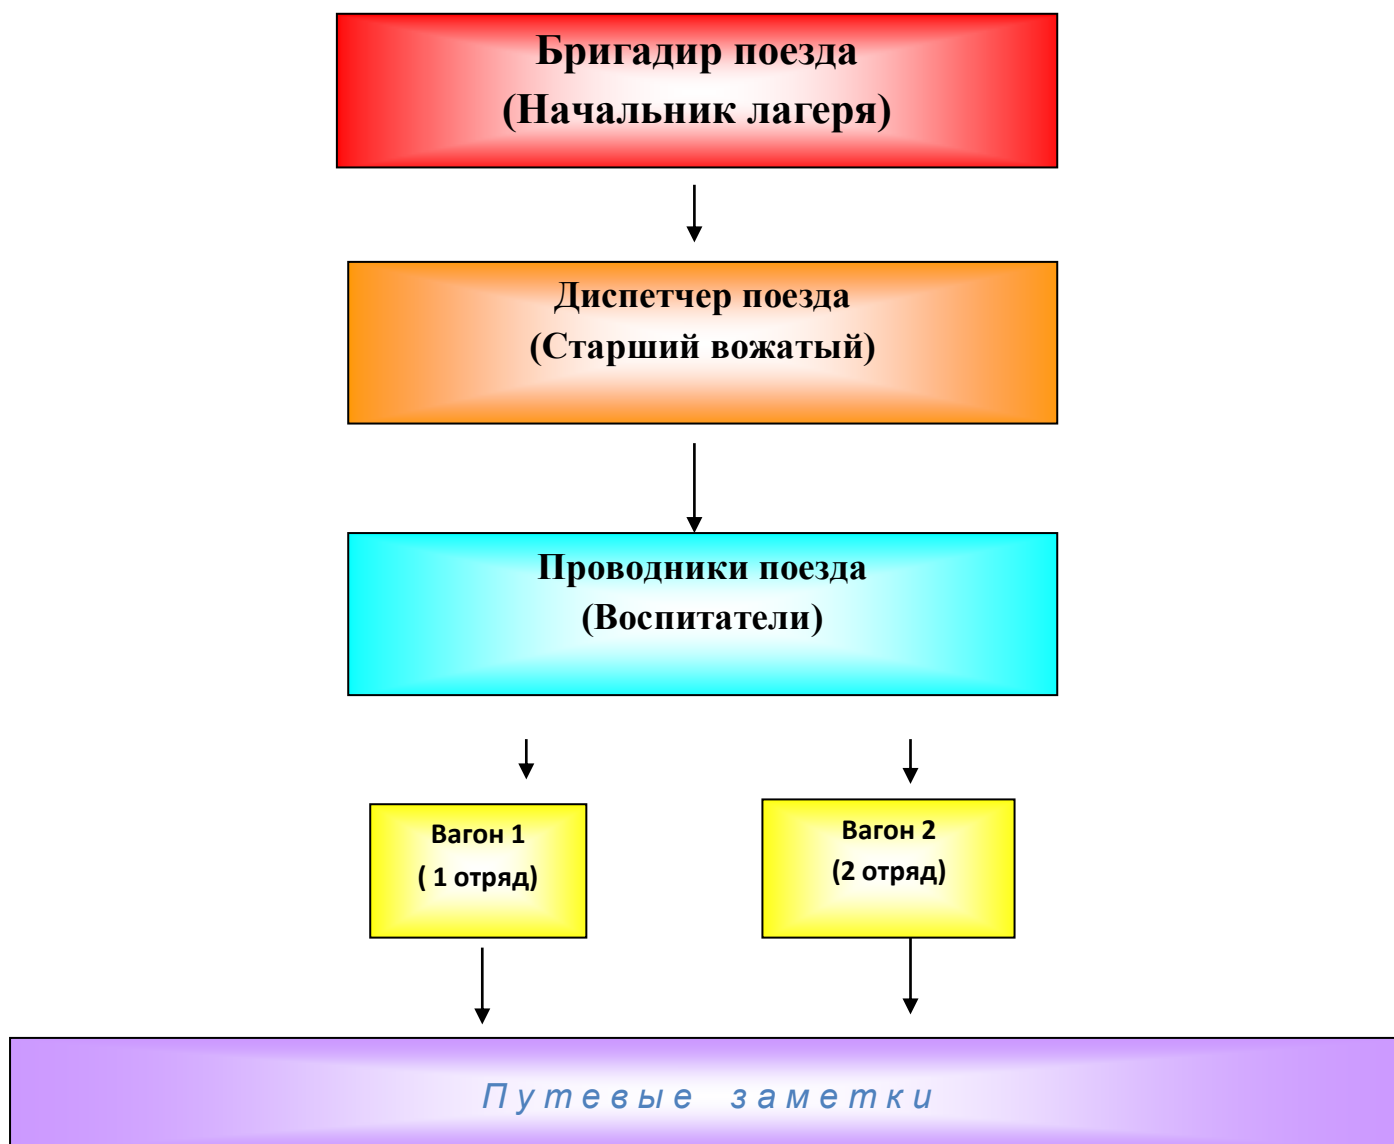 Бригадир поезда
(Начальник лагеря)
Диспетчер поезда
(Старший вожатый)
Проводники поезда
(Воспитатели)
Вагон 1
( 1 отряд)
Вагон 2
(2 отряд)
Путевые заметки